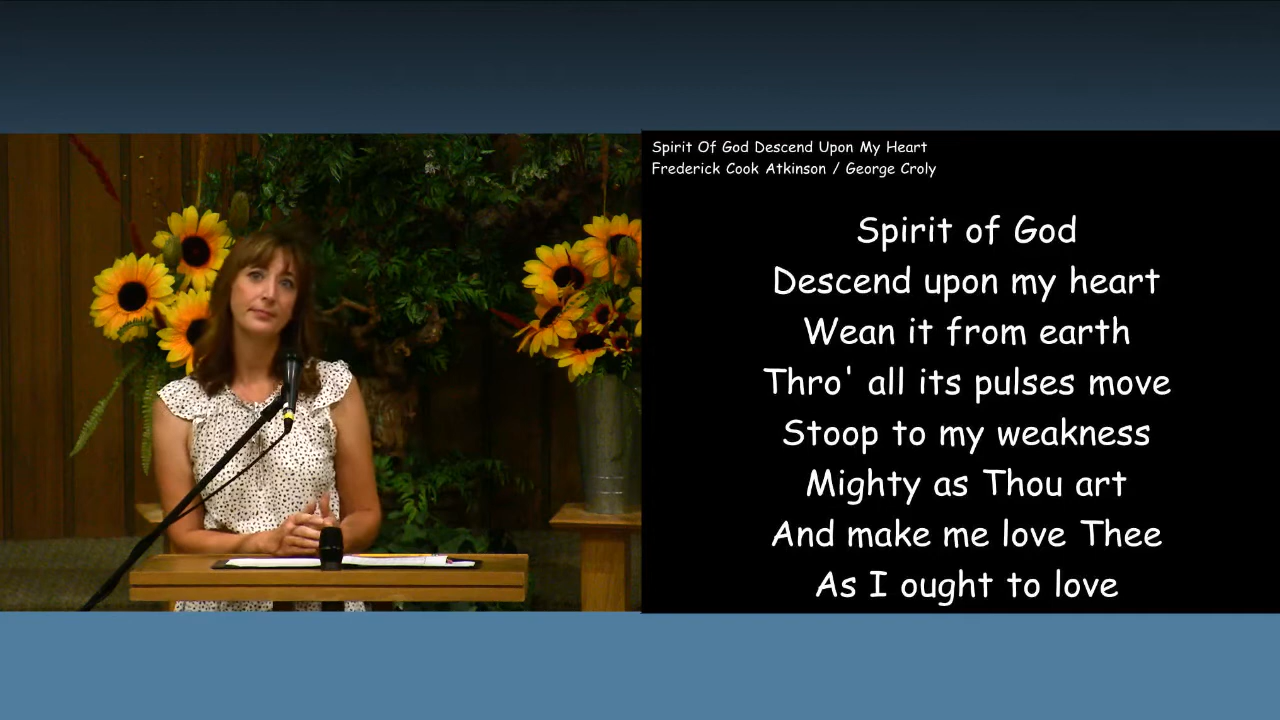 Spirit Of God Descend Upon My Heart
Frederick Cook Atkinson / George Croly
Spirit of God
Descend upon my heart
Wean it from earth
Thro' all its pulses move
Stoop to my weakness
Mighty as Thou art
And make me love Thee
As I ought to love